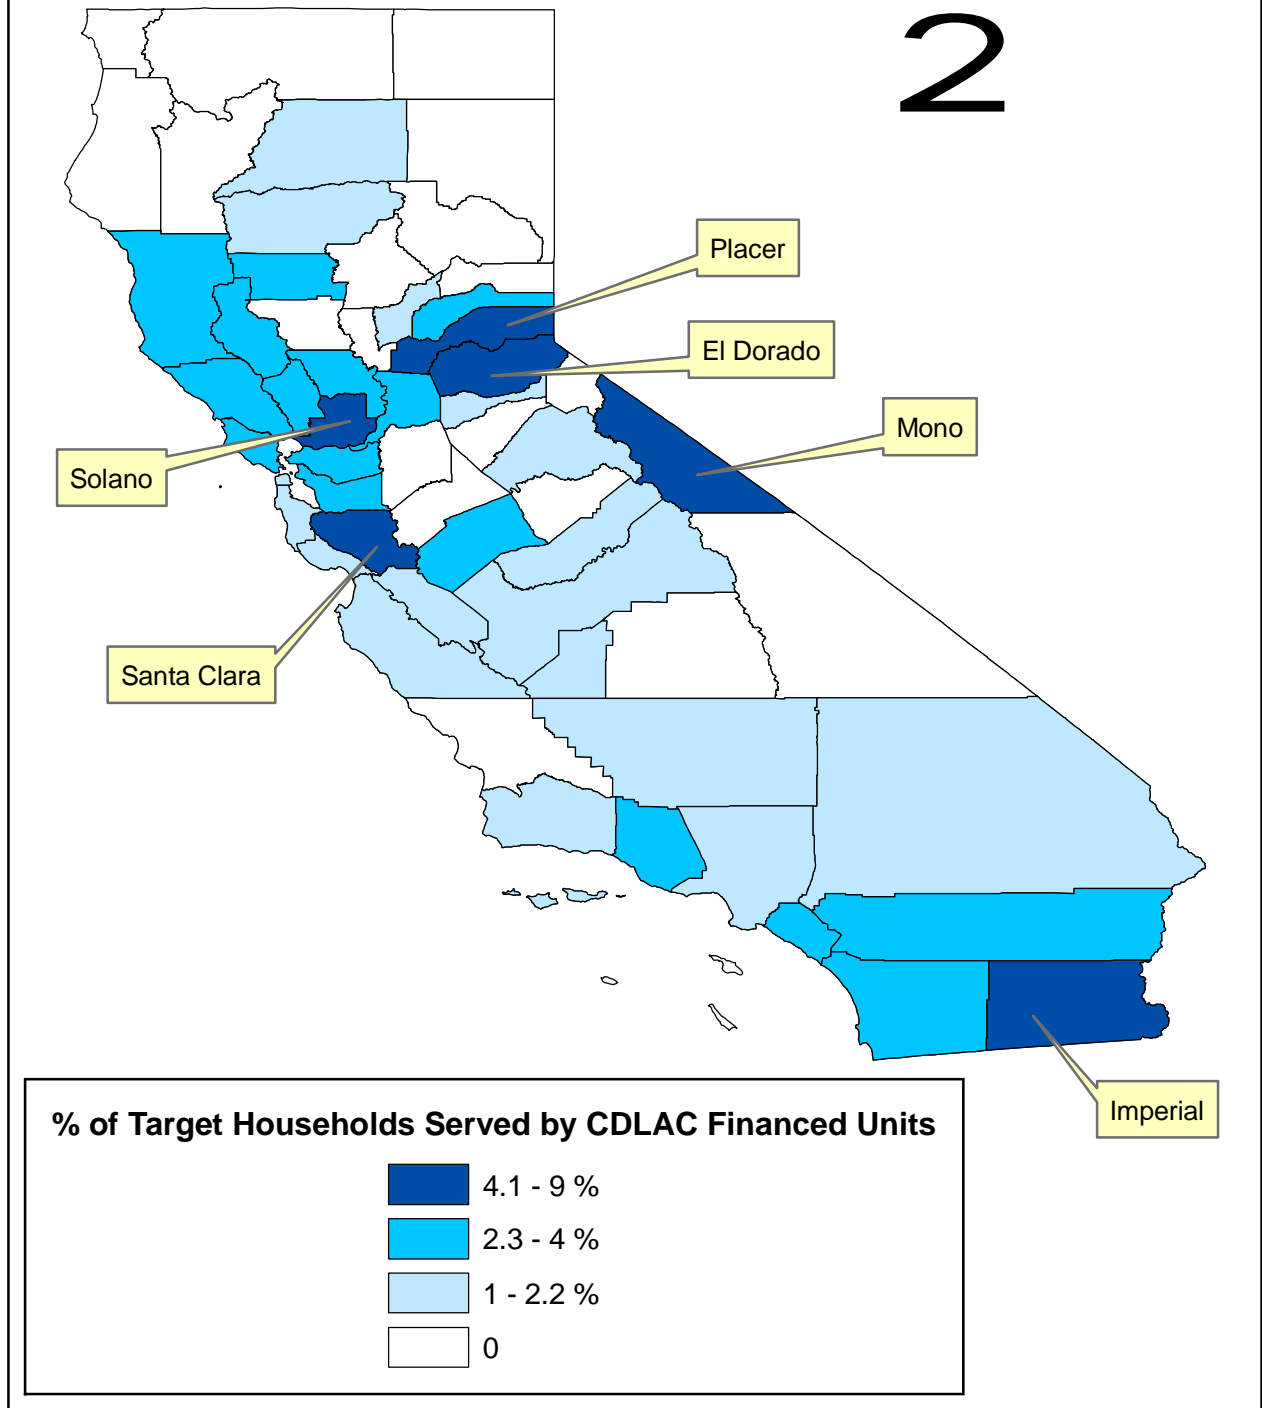 2
Placer
El Dorado
Mono
Solano
Santa Clara
Imperial
% of Target Households Served by CDLAC Financed Units
4.1 - 9 %
2.3 - 4 %
1 - 2.2 %
0